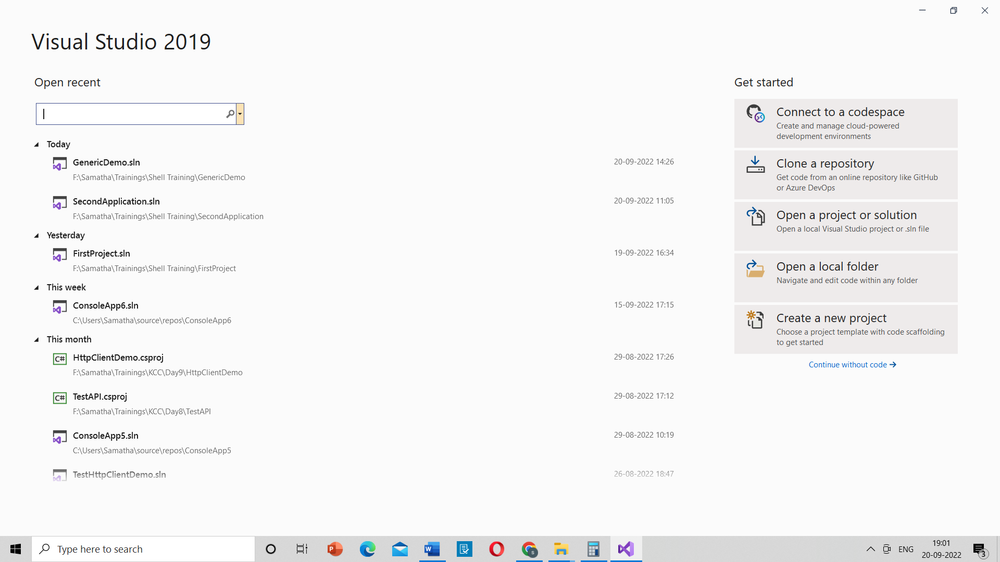 Visual Studio 2019
Open recent
Today
GenericDemo.sln
20-09-2022 14:26
F:\Samatha\Trainings\Shell Training\GenericDemo
SecondApplication.sln
20-09-2022 11:05
F:\Samatha\Trainings\Shell Training\SecondApplication
Yesterday
FirstProject.sln
19-09-2022 16:34
F:\Samatha\Trainings\Shell Training\FirstProject
This week
ConsoleApp6.sln
15-09-2022 17:15
C:\Users\Samatha\source\repos\ConsoleApp6
This month
C# HttpClientDemo.csproj
29-08-2022 17:26
F:\Samatha\Trainings\KCC\Day9\HttpClientDemo
C# TestAPI.csproj
29-08-2022 17:12
F:\Samatha\Trainings\KCC\Day8\TestAPI
ConsoleApp5.sln
29-08-2022 10:19
C:\Users\Samatha\source\repos\ConsoleApp5
TestHttpClientDemo.sln
26-08-2022 18:47
Get started
Connect to a codespace
Create and manage cloud-powered
development environments
Clone a repository
Get code from an online repository like GitHub
or Azure DevOps
Open a project or solution
Open a local Visual Studio project or .sln file
Open a local folder
Navigate and edit code within any folder
Create a new project
Choose a project template with code scaffolding
to get started
Continue without code →
Type here to search
P
W
S
ENG
19:01
20-09-2022
3